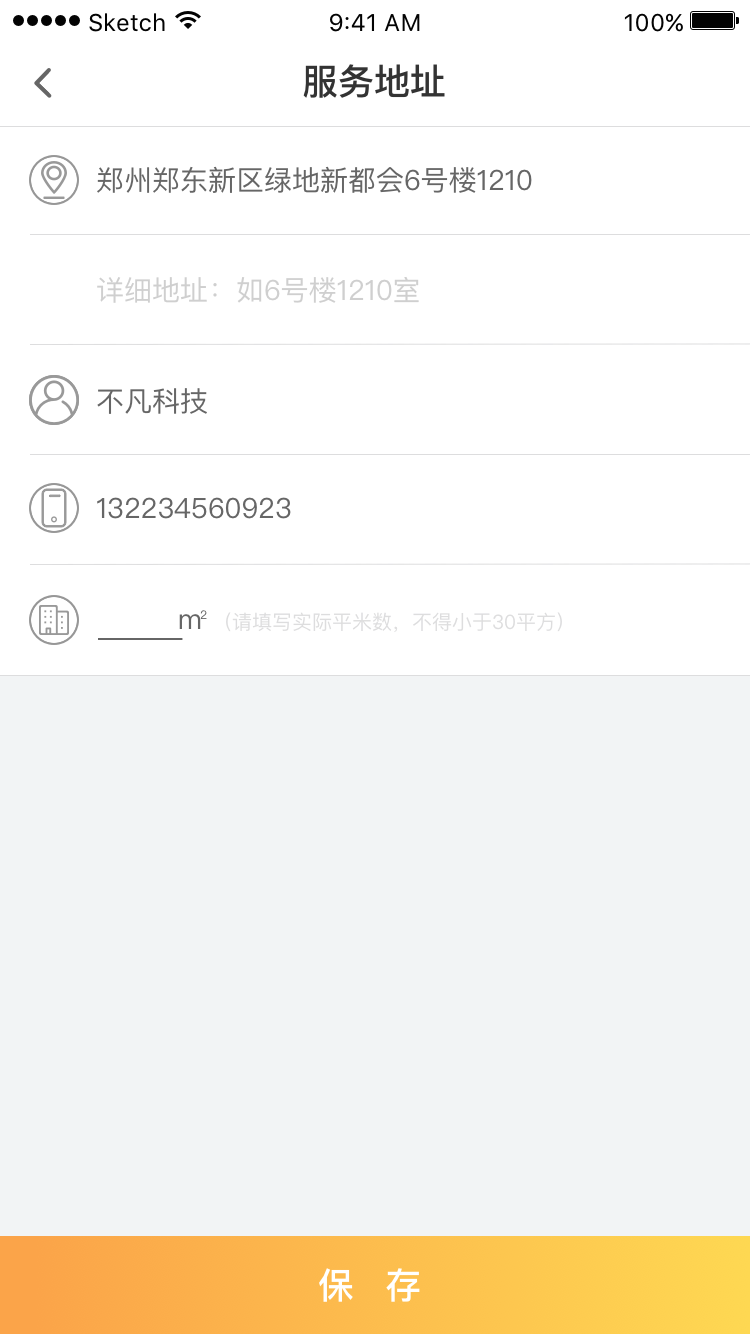 Sketch 9:41 AM 100%
服务地址
郑州郑东新区绿地新都会6号楼1210
详细地址：如6号楼1210室
不凡科技
132234560923
m²（请填写实际平米数，不得小于30平方）
保 存